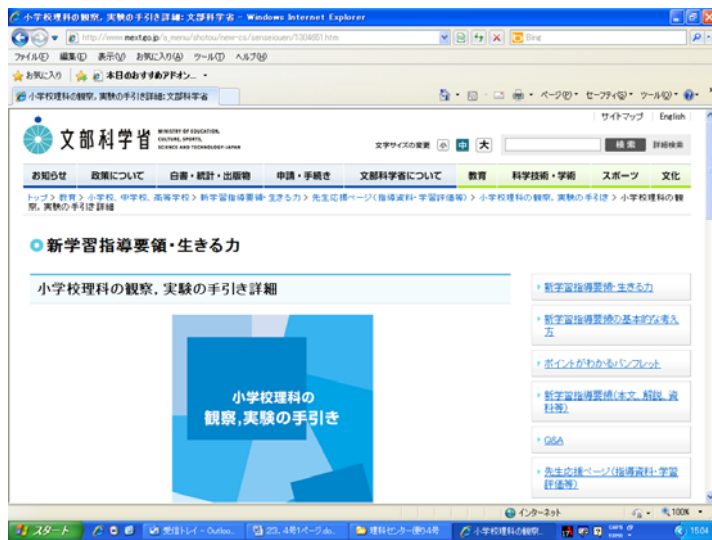 小学校理科の観察，実験の手引き詳細：文部科学省 - Windows Internet Explorer
http://www.mext.go.jp/a_menu/shotou/new-cs/senseiouen/1304651.htm
Bing
ファイル(F) 編集(E) 表示(V) お気に入り(A) ツール(T) ヘルプ(H)
お気に入り 本日のおすすめアドオン...
小学校理科の観察，実験の手引き詳細：文部科学省
ページ(P) セーフティ(S) ツール(O)
サイトマップ English
文部科学省
MINISTRY OF EDUCATION,
CULTURE, SPORTS,
SCIENCE AND TECHNOLOGY-JAPAN
文字サイズの変更 小 中 大 検索 詳細検索
お知らせ 政策について 白書・統計・出版物 申請・手続き 文部科学省について 教育 科学技術・学術 スポーツ 文化
トップ > 教育 > 小学校，中学校，高等学校 > 新学習指導要領・生きる力 > 先生応援ページ(指導資料・学習評価等) > 小学校理科の観察，実験の手引き > 小学校理科の観
察，実験の手引き詳細
新学習指導要領・生きる力
小学校理科の観察，実験の手引き詳細
小学校理科の
観察,実験の手引き
新学習指導要領・生きる力
新学習指導要領の基本的な考え
方
ポイントがわかるパンフレット
新学習指導要領(本文、解説、資
料等)
Q&A
先生応援ページ(指導資料・学習
評価等)
インターネット 100%
スタート 受信トレイ - Outloo... 23．4号1ページ.do... 理科センター便04号 小学校理科の観察... CAPS KANA 15:04